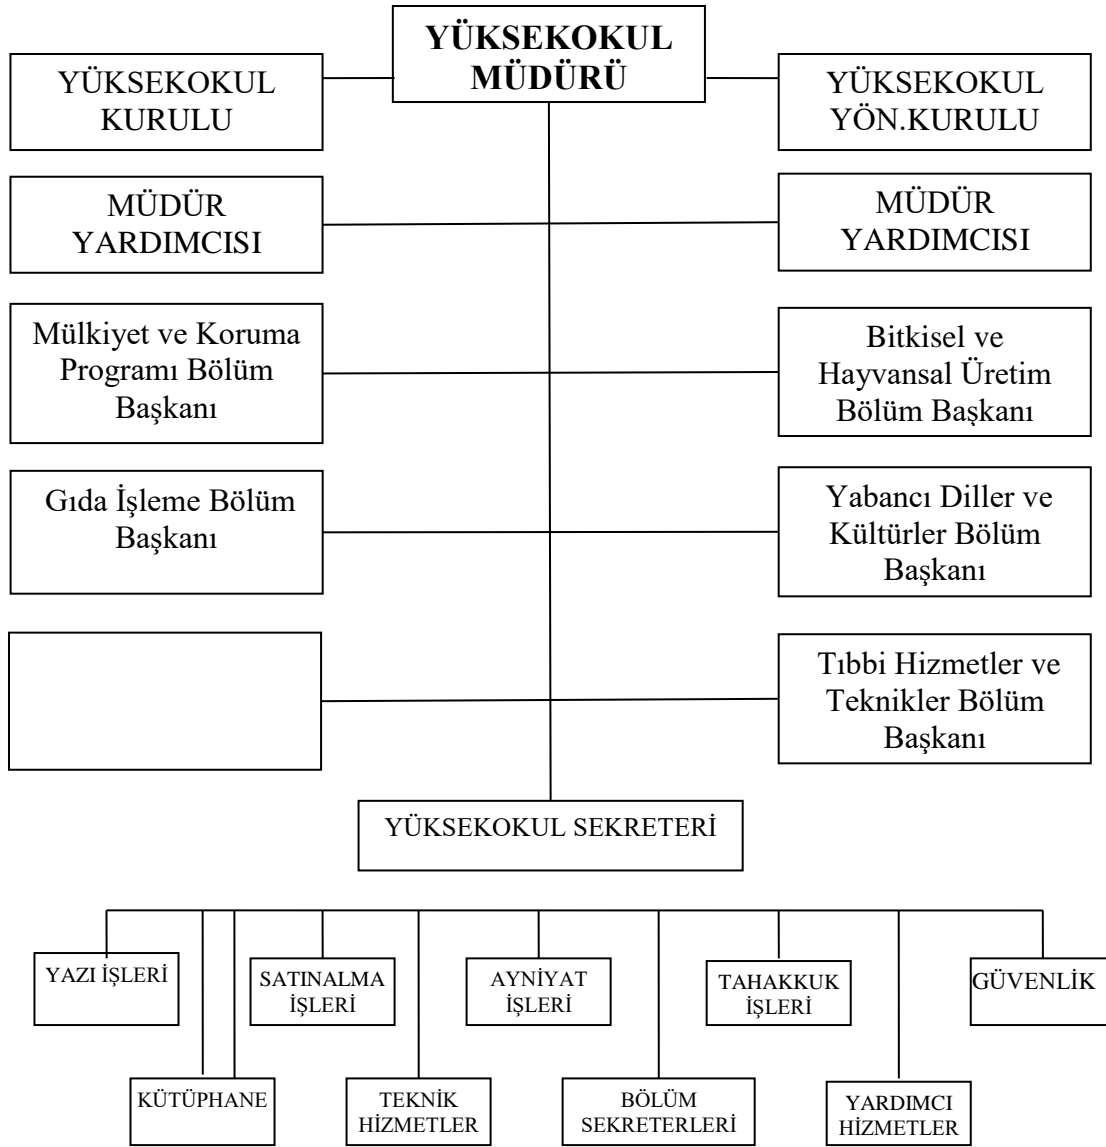 YÜKSEKOKUL
MÜDÜRÜ
YÜKSEKOKUL
KURULU
YÜKSEKOKUL
YÖN.KURULU
MÜDÜR
YARDIMCISI
MÜDÜR
YARDIMCISI
Mülkiyet ve Koruma
Programı Bölüm
Başkanı
Bitkisel ve
Hayvansal Üretim
Bölüm Başkanı
Gıda İşleme Bölüm
Başkanı
Yabancı Diller ve
Kültürler Bölüm
Başkanı
Tıbbi Hizmetler ve
Teknikler Bölüm
Başkanı
YÜKSEKOKUL SEKRETERİ
YAZI İŞLERİ
SATINALMA
İŞLERİ
AYNİYAT
İŞLERİ
TAHAKKUK
İŞLERİ
GÜVENLİK
KÜTÜPHANE
TEKNİK
HİZMETLER
BÖLÜM
SEKRETERLERİ
YARDIMCI
HİZMETLER